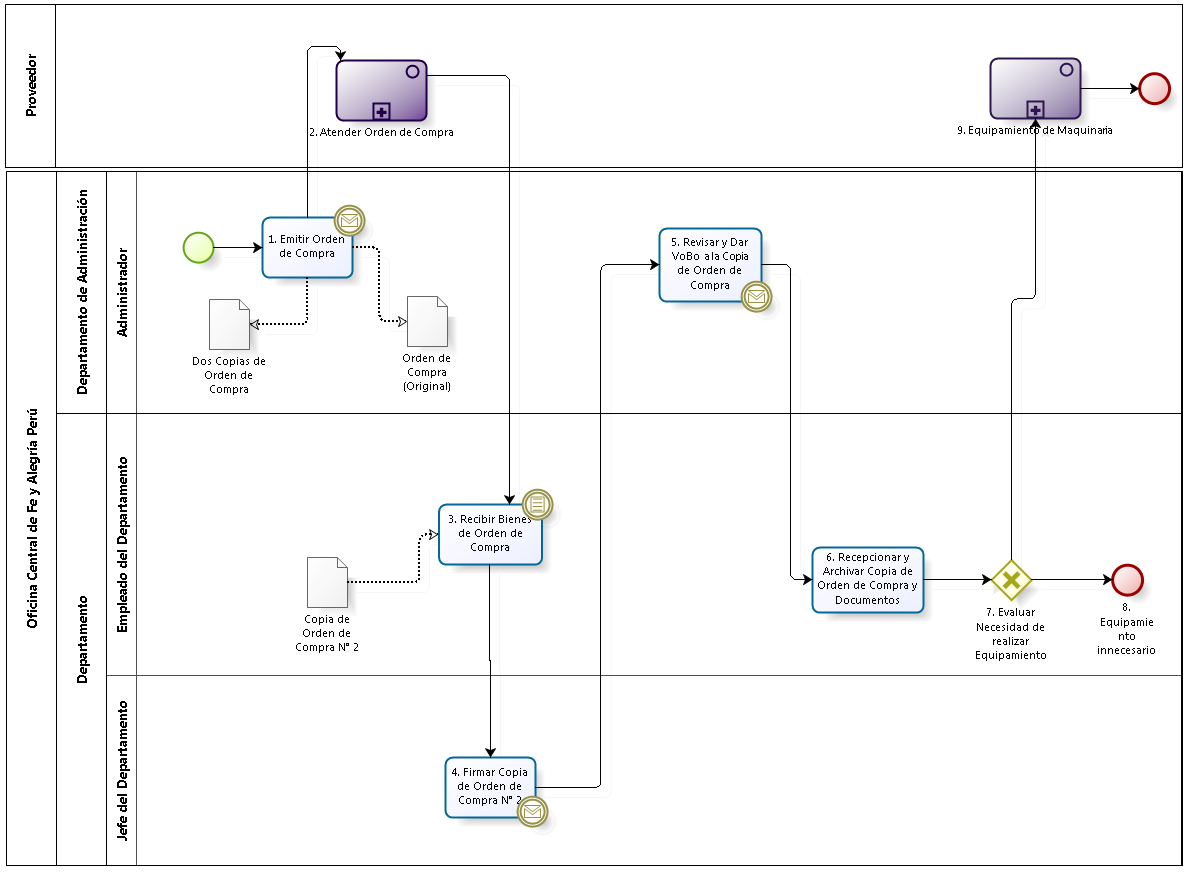 Proveedor
2. Atender Orden de Compra
9. Equipamiento de Maquinaria
Oficina Central de Fe y Alegría Perú
Departamento de Administración
Administrador
1. Emitir Orden
de Compra
Dos Copias de
Orden de
Compra
Orden de
Compra
(Original)
5. Revisar y Dar
VoBo a la Copia
de Orden de
Compra
Departamento
Empleado del Departamento
3. Recibir Bienes
de Orden de
Compra
Copia de
Orden de
Compra N° 2
6. Recepcionar y
Archivar Copia de
Orden de Compra y
Documentos
7. Evaluar
Necesidad de
realizar
Equipamiento
8.
Equipamie
nto
innecesario
Jefe del Departamento
4. Firmar Copia
de Orden de
Compra N° 2